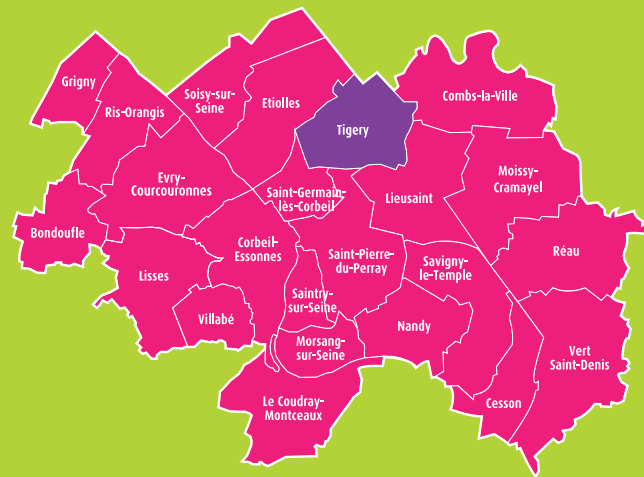 Grigny
Ris-Orangis
Soisy-sur-
Seine
Etiolles
Tigery
Combs-la-Ville
Evry-
Courcouronnes
Saint-Germain-
lès-Corbeil
Lieusaint
Moissy-
Cramayel
Bondoufle
Lisses
Corbeil-
Essonnes
Saint-Pierre-
du-Perray
Savigny-
le-Temple
Réau
Saintry-
sur-Seine
Villabé
Morsang-
sur-Seine
Nandy
Vert
Saint-Denis
Le Coudray-
Montceaux
Cesson